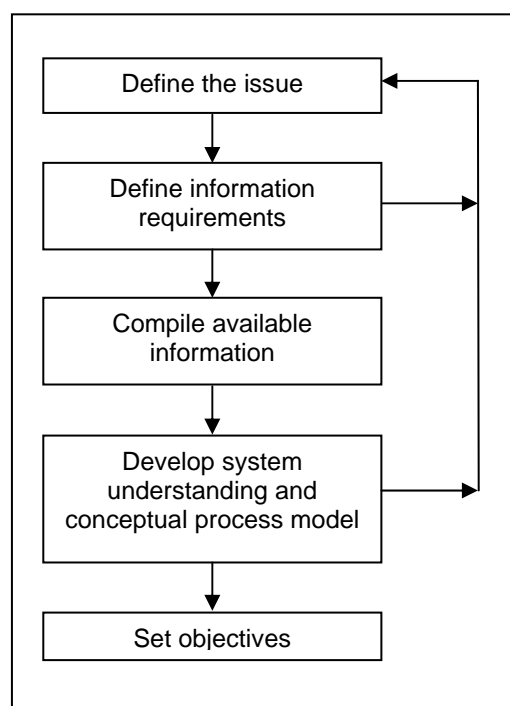 Define the issue
Define information
requirements
Compile available
information
Develop system
understanding and
conceptual process model
Set objectives